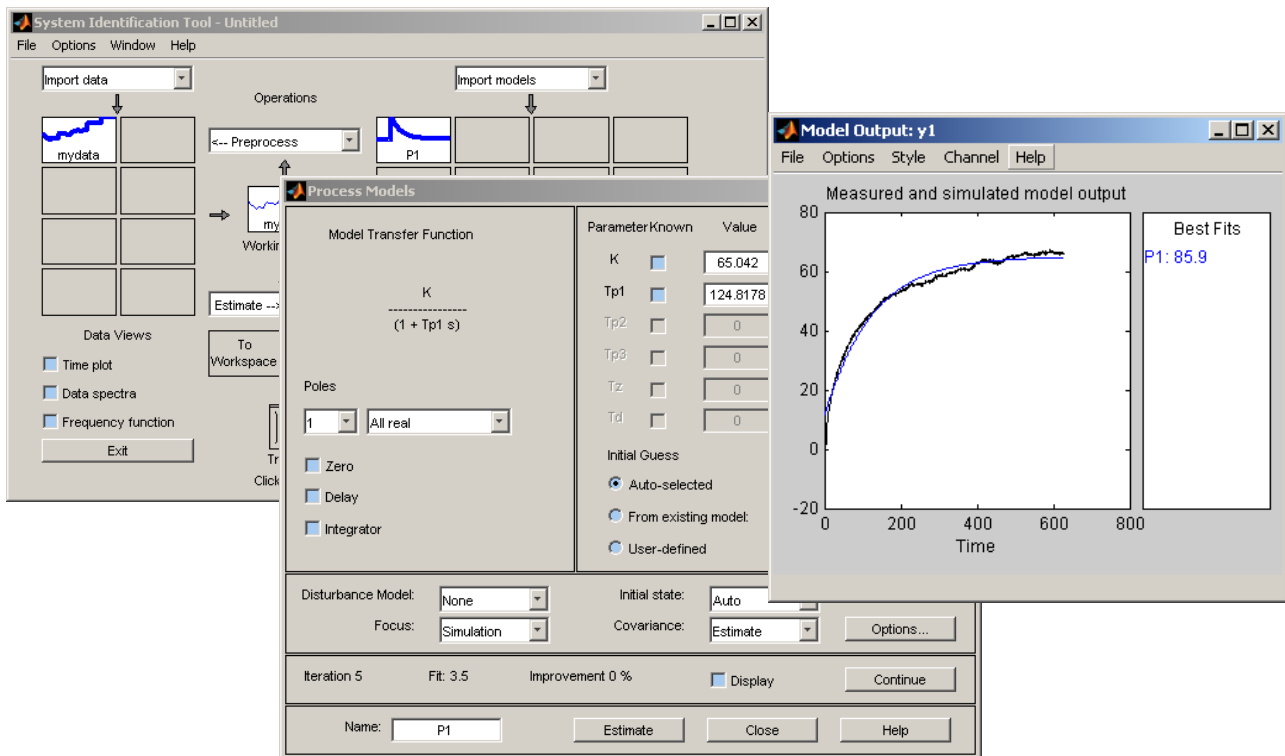 System Identification Tool - Untitled
File Options Window Help
Import data
Import models
Operations
mydata
<-- Preprocess
P1
Estimate -->
Data Views
To
Workspace
Time plot
Data spectra
Frequency function
Exit
Process Models
Model Transfer Function
K
----------------
(1 + Tp1 s)
Poles
1 All real
Zero
Delay
Integrator
Parameter Known Value
K 65.042
Tp1 124.8178
Tp2 0
Tp3 0
Tz 0
Td 0
Initial Guess
Auto-selected
From existing model:
User-defined
Disturbance Model: None Initial state: Auto
Focus: Simulation Covariance: Estimate Options...
Iteration 5 Fit: 3.5 Improvement 0 % Display Continue
Name: P1 Estimate Close Help
Model Output: y1
File Options Style Channel Help
Measured and simulated model output
80
60
40
20
0
-20
0 200 400 600 800
Time
Best Fits
P1: 85.9